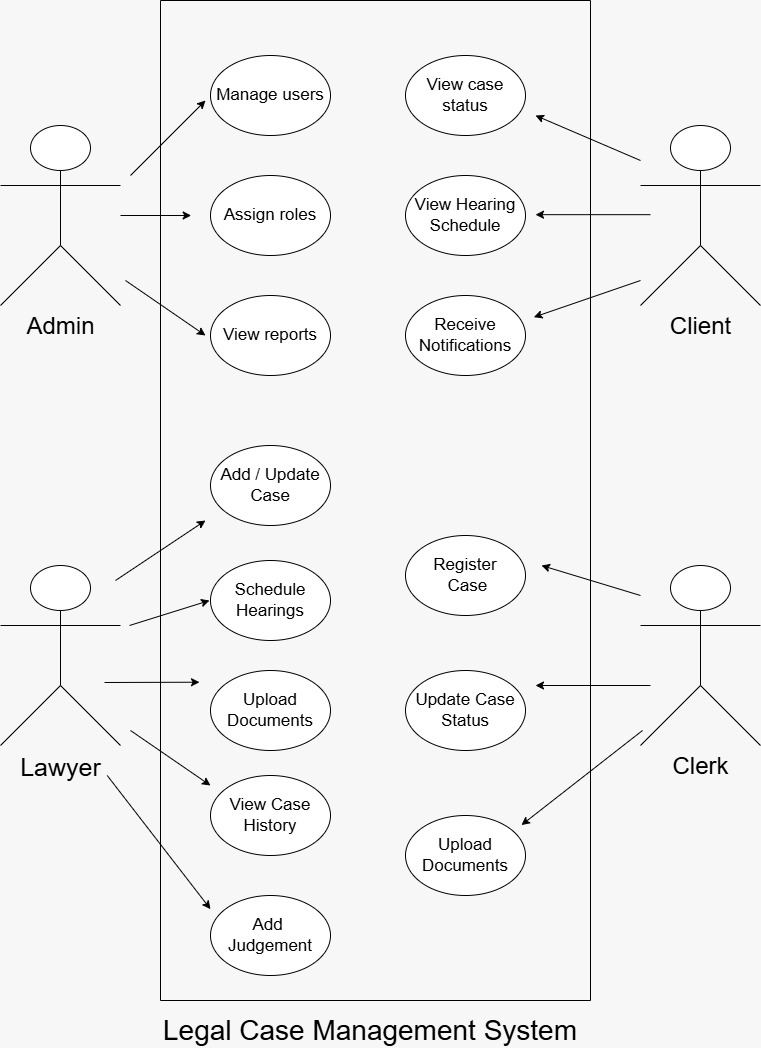 Manage users
View case
status
Assign roles
View Hearing
Schedule
Admin
View reports
Receive
Notifications
Client
Add / Update
Case
Register
Case
Schedule
Hearings
Upload
Documents
Update Case
Status
Lawyer
Clerk
View Case
History
Upload
Documents
Add
Judgement
Legal Case Management System